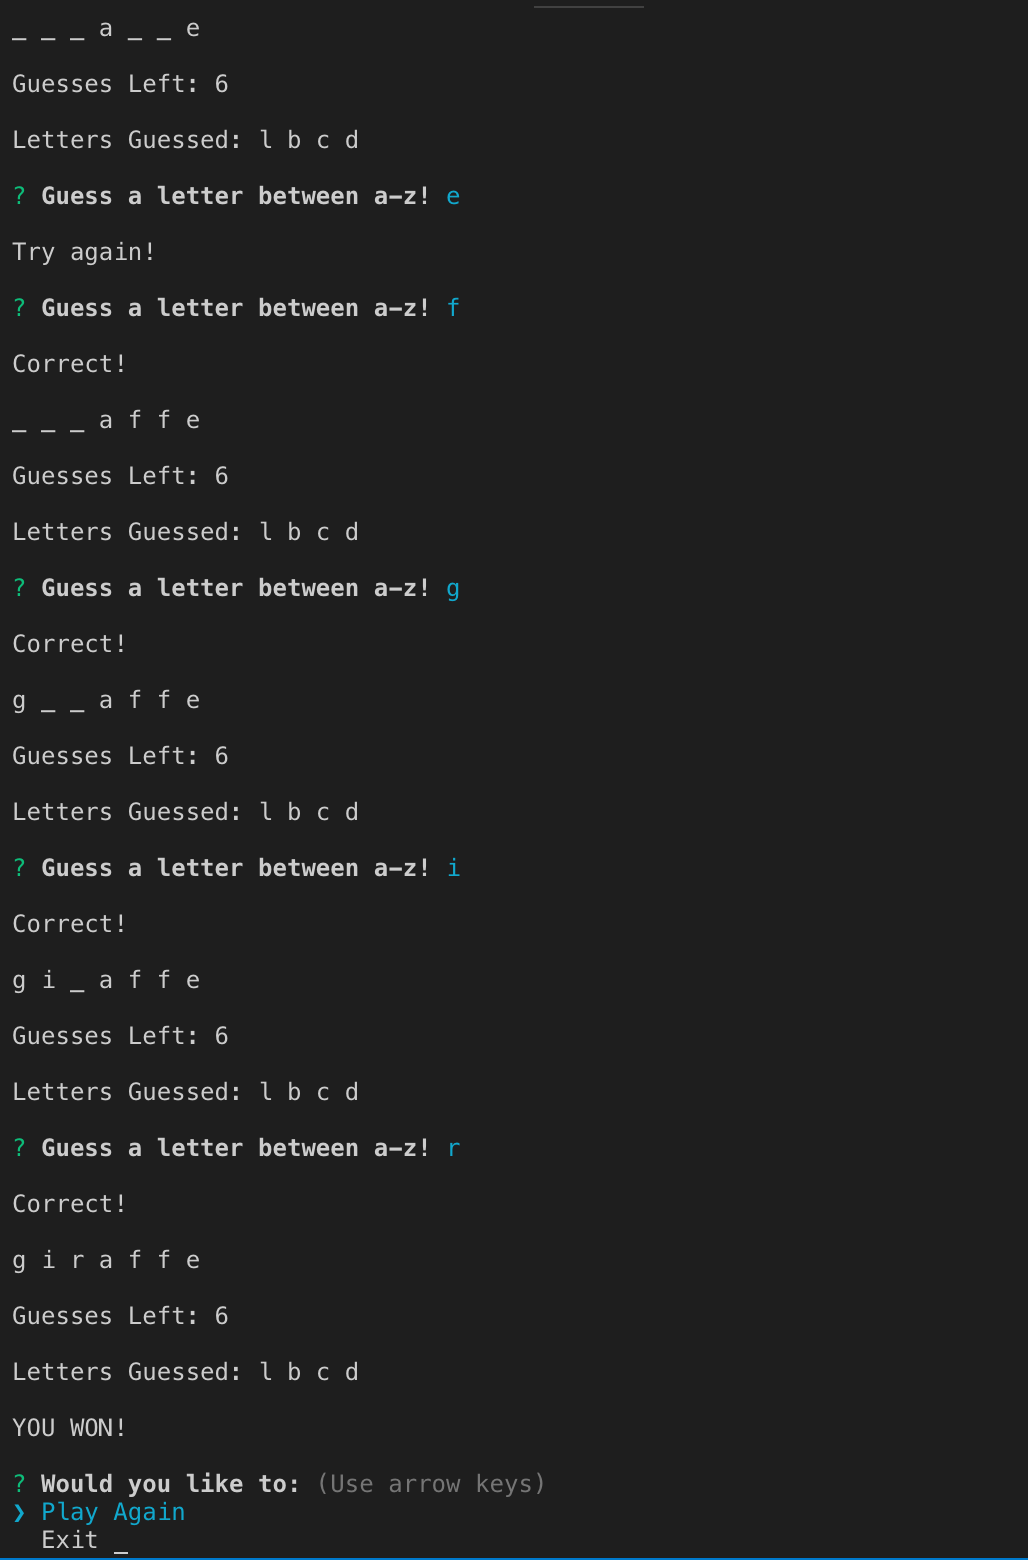 _ _ _ a _ _ e
Guesses Left: 6
Letters Guessed: l b c d
? Guess a letter between a-z! e
Try again!
? Guess a letter between a-z! f
Correct!
_ _ _ a f f e
Guesses Left: 6
Letters Guessed: l b c d
? Guess a letter between a-z! g
Correct!
g _ _ a f f e
Guesses Left: 6
Letters Guessed: l b c d
? Guess a letter between a-z! i
Correct!
g i _ a f f e
Guesses Left: 6
Letters Guessed: l b c d
? Guess a letter between a-z! r
Correct!
g i r a f f e
Guesses Left: 6
Letters Guessed: l b c d
YOU WON!
? Would you like to: (Use arrow keys)
❯ Play Again
Exit _